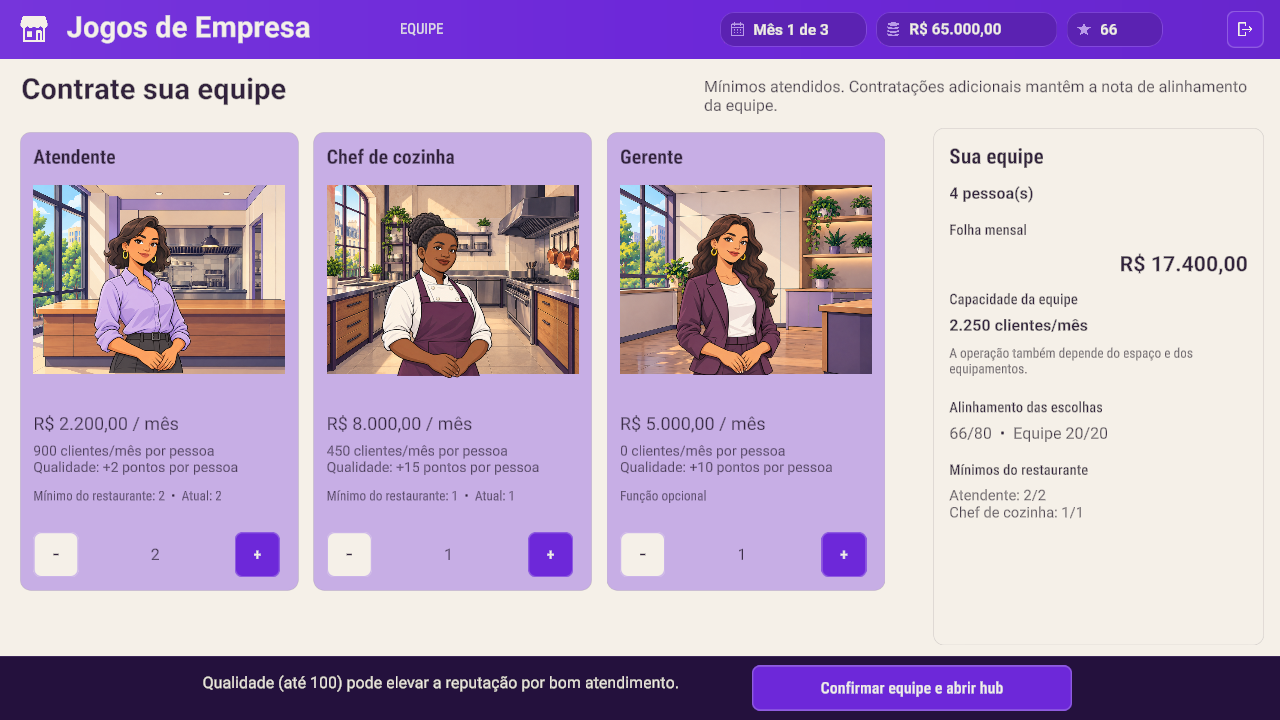 Jogos de Empresa
EQUIPE
Mês 1 de 3
R$ 65.000,00
66
Contrate sua equipe
Mínimos atendidos. Contratações adicionais mantêm a nota de alinhamento
da equipe.
Atendente
R$ 2.200,00 / mês
900 clientes/mês por pessoa
Qualidade: +2 pontos por pessoa
Mínimo do restaurante: 2 • Atual: 2
-
2
+
Chef de cozinha
R$ 8.000,00 / mês
450 clientes/mês por pessoa
Qualidade: +15 pontos por pessoa
Mínimo do restaurante: 1 • Atual: 1
-
1
+
Gerente
R$ 5.000,00 / mês
0 clientes/mês por pessoa
Qualidade: +10 pontos por pessoa
Função opcional
-
1
+
Sua equipe
4 pessoa(s)
Folha mensal
R$ 17.400,00
Capacidade da equipe
2.250 clientes/mês
A operação também depende do espaço e dos
equipamentos.
Alinhamento das escolhas
66/80 • Equipe 20/20
Mínimos do restaurante
Atendente: 2/2
Chef de cozinha: 1/1
Qualidade (até 100) pode elevar a reputação por bom atendimento.
Confirmar equipe e abrir hub